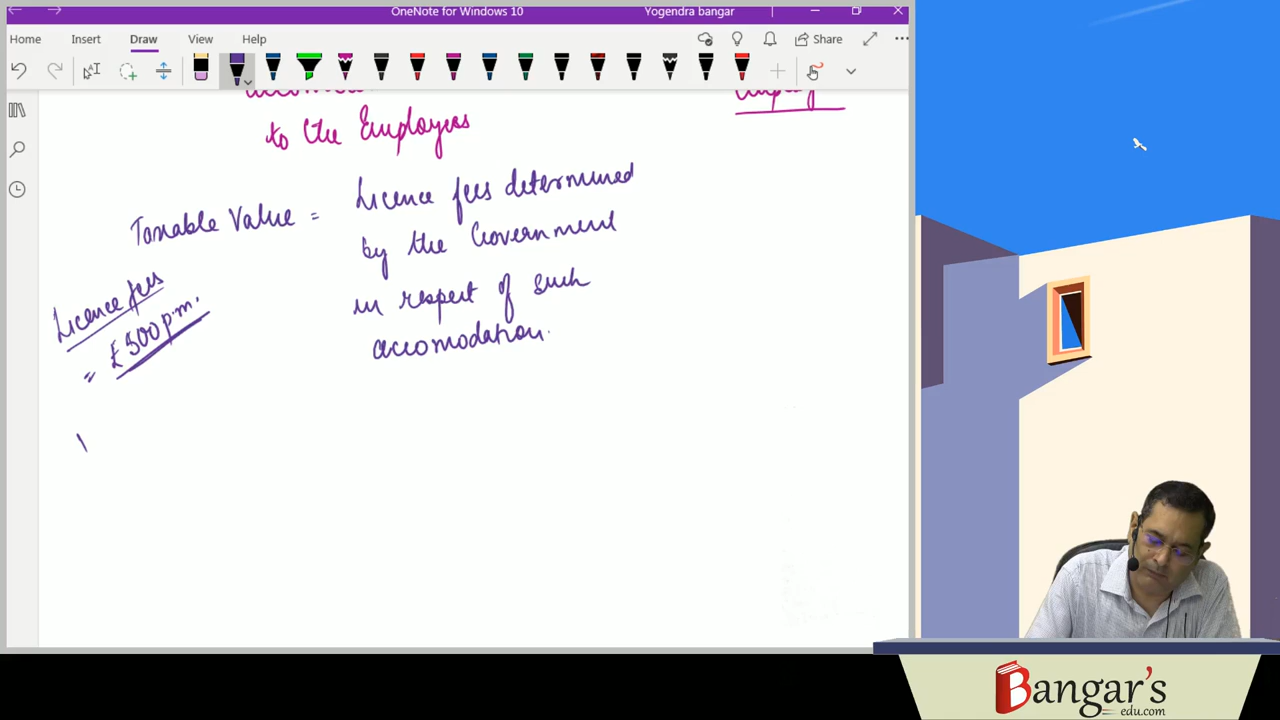 OneNote for Windows 10
Yogendra bangar
Home Insert Draw View Help
Share
to the Employees
Taxable Value = Licence fees determined
by the Government
in respect of such
accomodation.
Licence fees
= £500 p.m.
Bangar's
edu.com